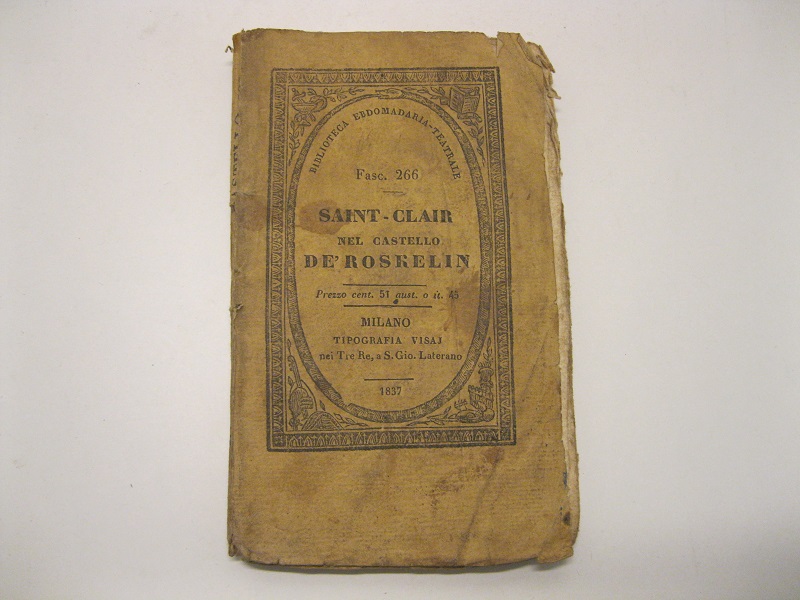 BIBLIOTECA EBDOMADARIA-TEATRALE
Fasc. 266
SAINT-CLAIR
NEL CASTELLO
DE' ROSKELIN
Prezzo cent. 51 aust. o it. 45
MILANO
TIPOGRAFIA VISAJ
nei Tre Re, a S. Gio. Laterano
1837